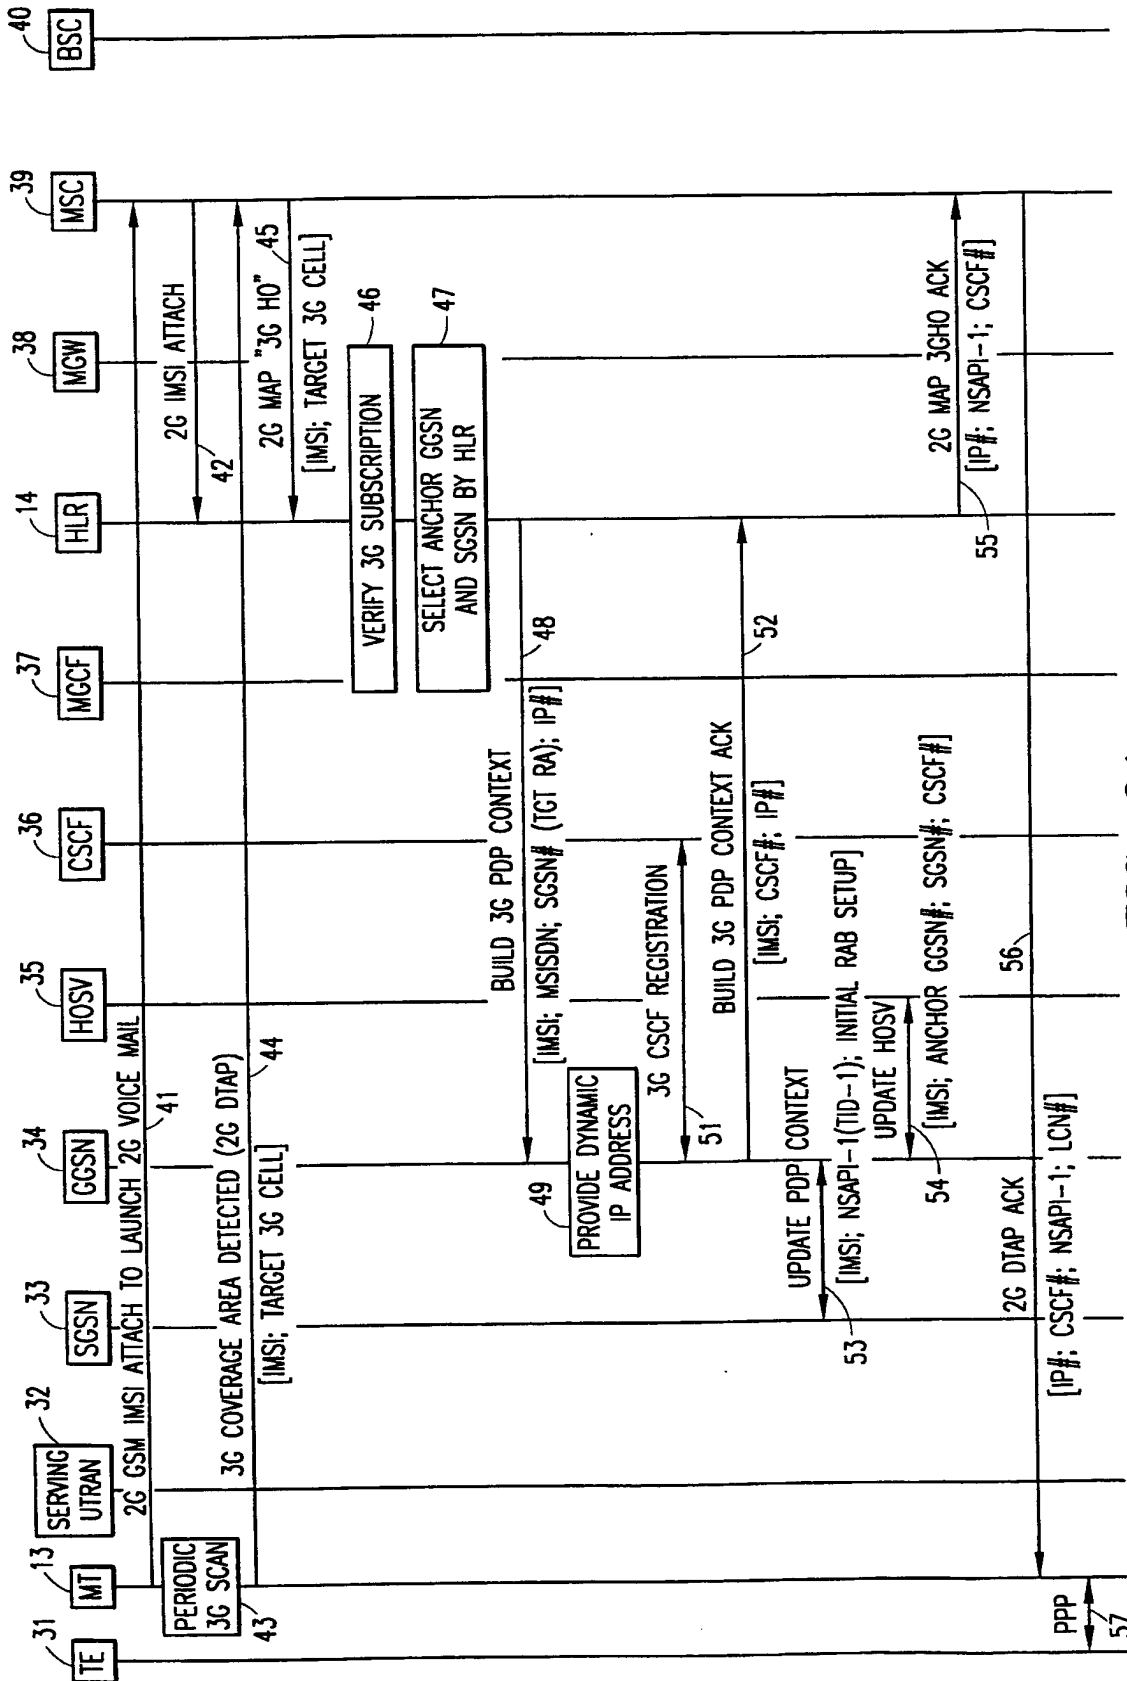 31
TE
13
MT
32
SERVING
UTRAN
33
SGSN
34
GGSN
35
HOSV
36
CSCF
37
MGCF
14
HLR
38
MGW
39
MSC
40
BSC
2G GSM IMSI ATTACH TO LAUNCH 2G VOICE MAIL
41
2G IMSI ATTACH
42
PERIODIC
3G SCAN
43
3G COVERAGE AREA DETECTED (2G DTAP)
44
[IMSI; TARGET 3G CELL]
2G MAP "3G HO"
45
[IMSI; TARGET 3G CELL]
VERIFY 3G SUBSCRIPTION
46
SELECT ANCHOR GGSN
AND SGSN BY HLR
47
BUILD 3G PDP CONTEXT
48
[IMSI; MSISDN; SGSN# (TGT RA); IP#]
49
PROVIDE DYNAMIC
IP ADDRESS
3G CSCF REGISTRATION
51
BUILD 3G PDP CONTEXT ACK
52
[IMSI; CSCF#; IP#]
UPDATE PDP CONTEXT
53
[IMSI; NSAPI-1(TID-1); INITIAL RAB SETUP]
UPDATE HOSV
54
[IMSI; ANCHOR GGSN#; SGSN#; CSCF#]
2G MAP 3GHO ACK
55
[IP#; NSAPI-1; CSCF#]
2G DTAP ACK
56
[IP#; CSCF#; NSAPI-1; LCN#]
PPP
57